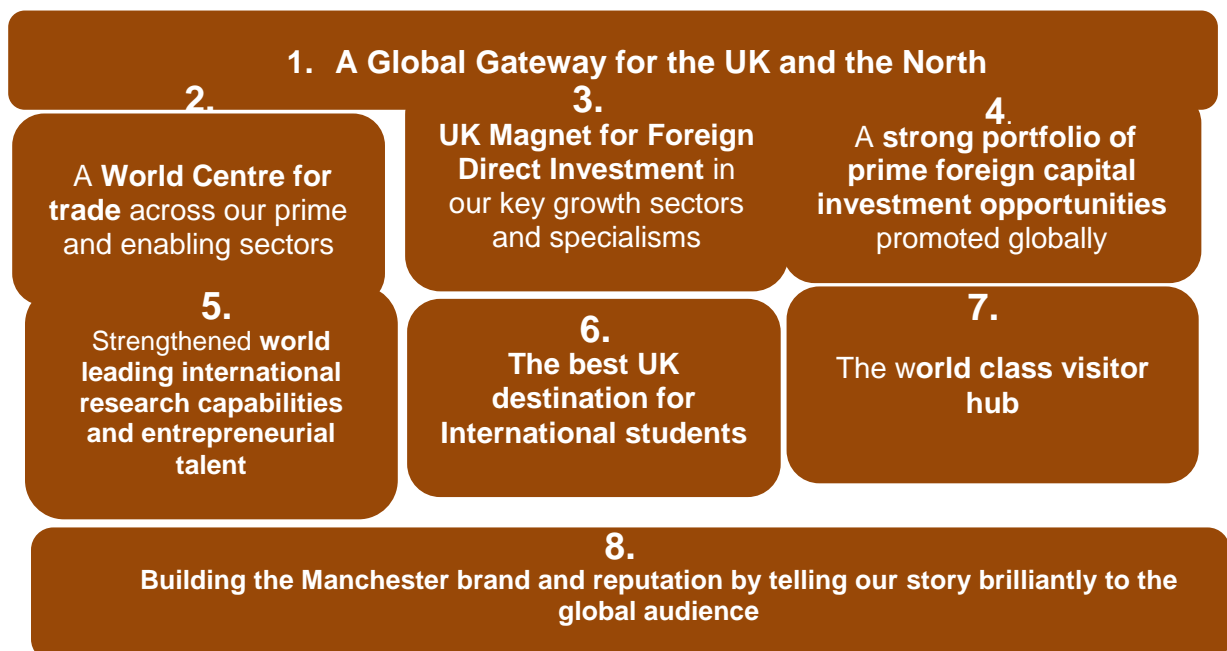 1. A Global Gateway for the UK and the North
2.
A World Centre for
trade across our prime
and enabling sectors
3.
UK Magnet for Foreign
Direct Investment in
our key growth sectors
and specialisms
4.
A strong portfolio of
prime foreign capital
investment opportunities
promoted globally
5.
Strengthened world
leading international
research capabilities
and entrepreneurial
talent
6.
The best UK
destination for
International students
7.
The world class visitor
hub
8.
Building the Manchester brand and reputation by telling our story brilliantly to the
global audience